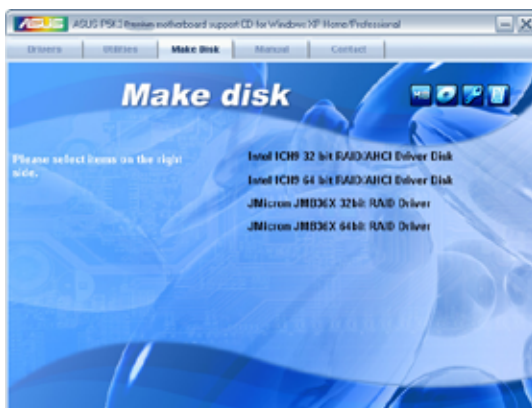 ASUS ASUS P5K3 Premium motherboard support CD for Windows XP Home/Professional
Drivers Utilities Make Disk Manual Contact
Make disk
Please select items on the right
side.
Intel ICH9 32 bit RAID/AHCI Driver Disk
Intel ICH9 64 bit RAID/AHCI Driver Disk
JMicron JMB36X 32bit RAID Driver
JMicron JMB36X 64bit RAID Driver